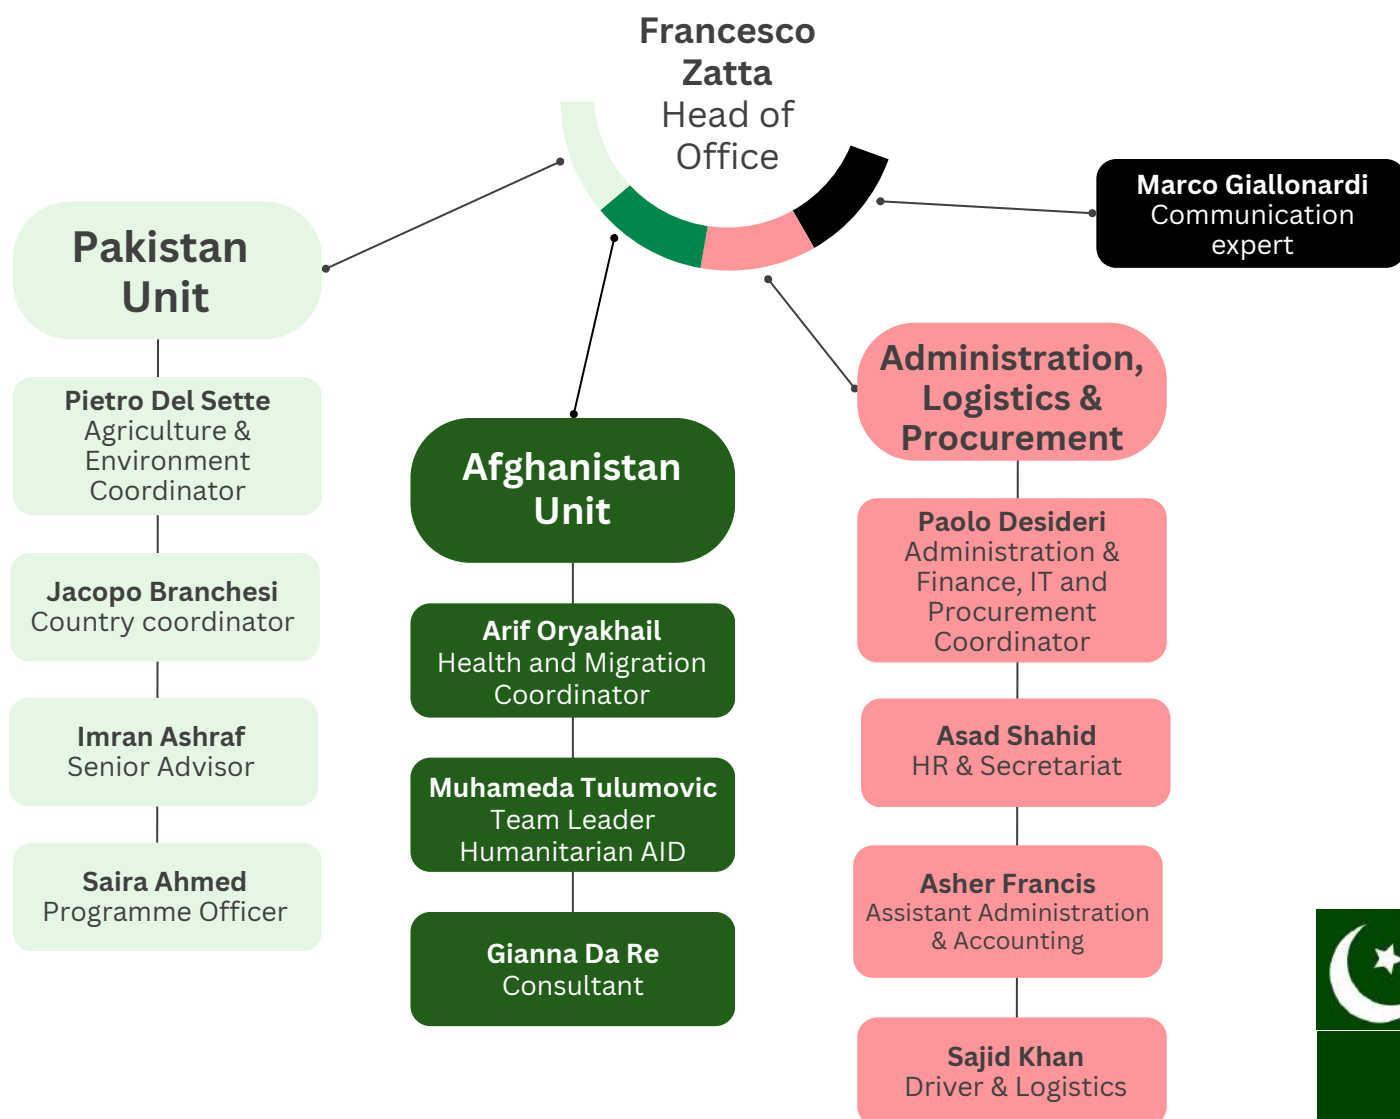 Francesco
Zatta
Head of
Office
Marco Giallonardi
Communication
expert
Pakistan
Unit
Pietro Del Sette
Agriculture &
Environment
Coordinator
Jacopo Branchesi
Country coordinator
Imran Ashraf
Senior Advisor
Saira Ahmed
Programme Officer
Afghanistan
Unit
Arif Oryakhail
Health and Migration
Coordinator
Muhameda Tulumovic
Team Leader
Humanitarian AID
Gianna Da Re
Consultant
Administration,
Logistics &
Procurement
Paolo Desideri
Administration &
Finance, IT and
Procurement
Coordinator
Asad Shahid
HR & Secretariat
Asher Francis
Assistant Administration
& Accounting
Sajid Khan
Driver & Logistics